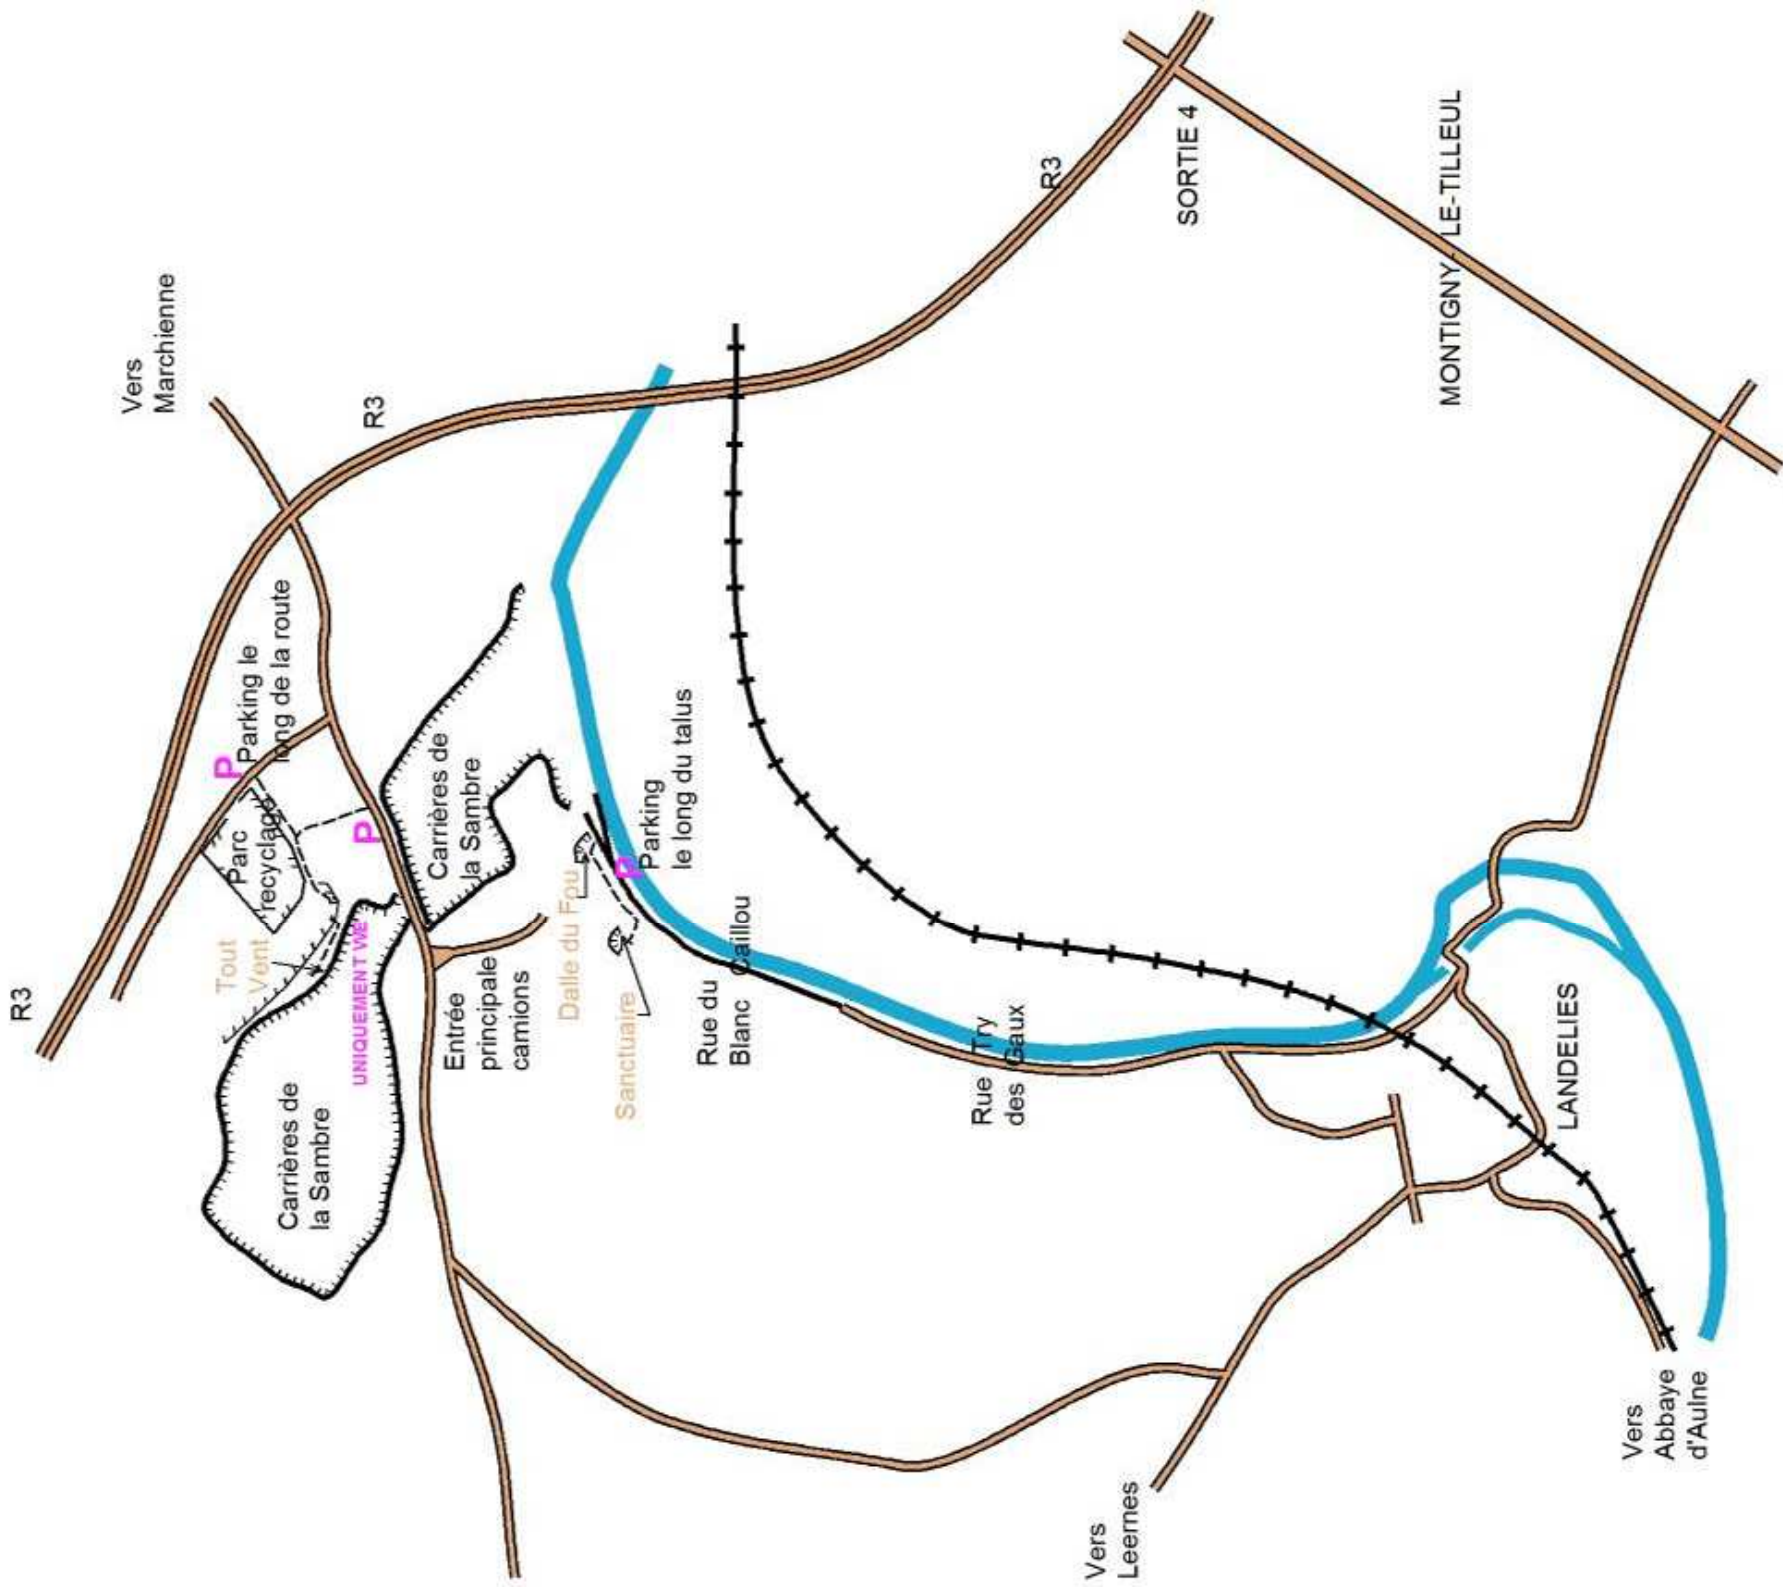 R3
Vers
Marchienne
R3
Parking le
long de la route
P
Parc
recyclage
Tout
Vent
UNIQUEMENT WE
P
Carrières de
la Sambre
Carrières de
la Sambre
Entrée
principale
camions
Dalle du Fou
Sanctuaire
P
Parking
le long du talus
Rue du
Blanc Caillou
Rue Try
des Gaux
R3
SORTIE 4
MONTIGNY-LE-TILLEUL
LANDELIES
Vers
Leernes
Vers
Abbaye
d'Aulne